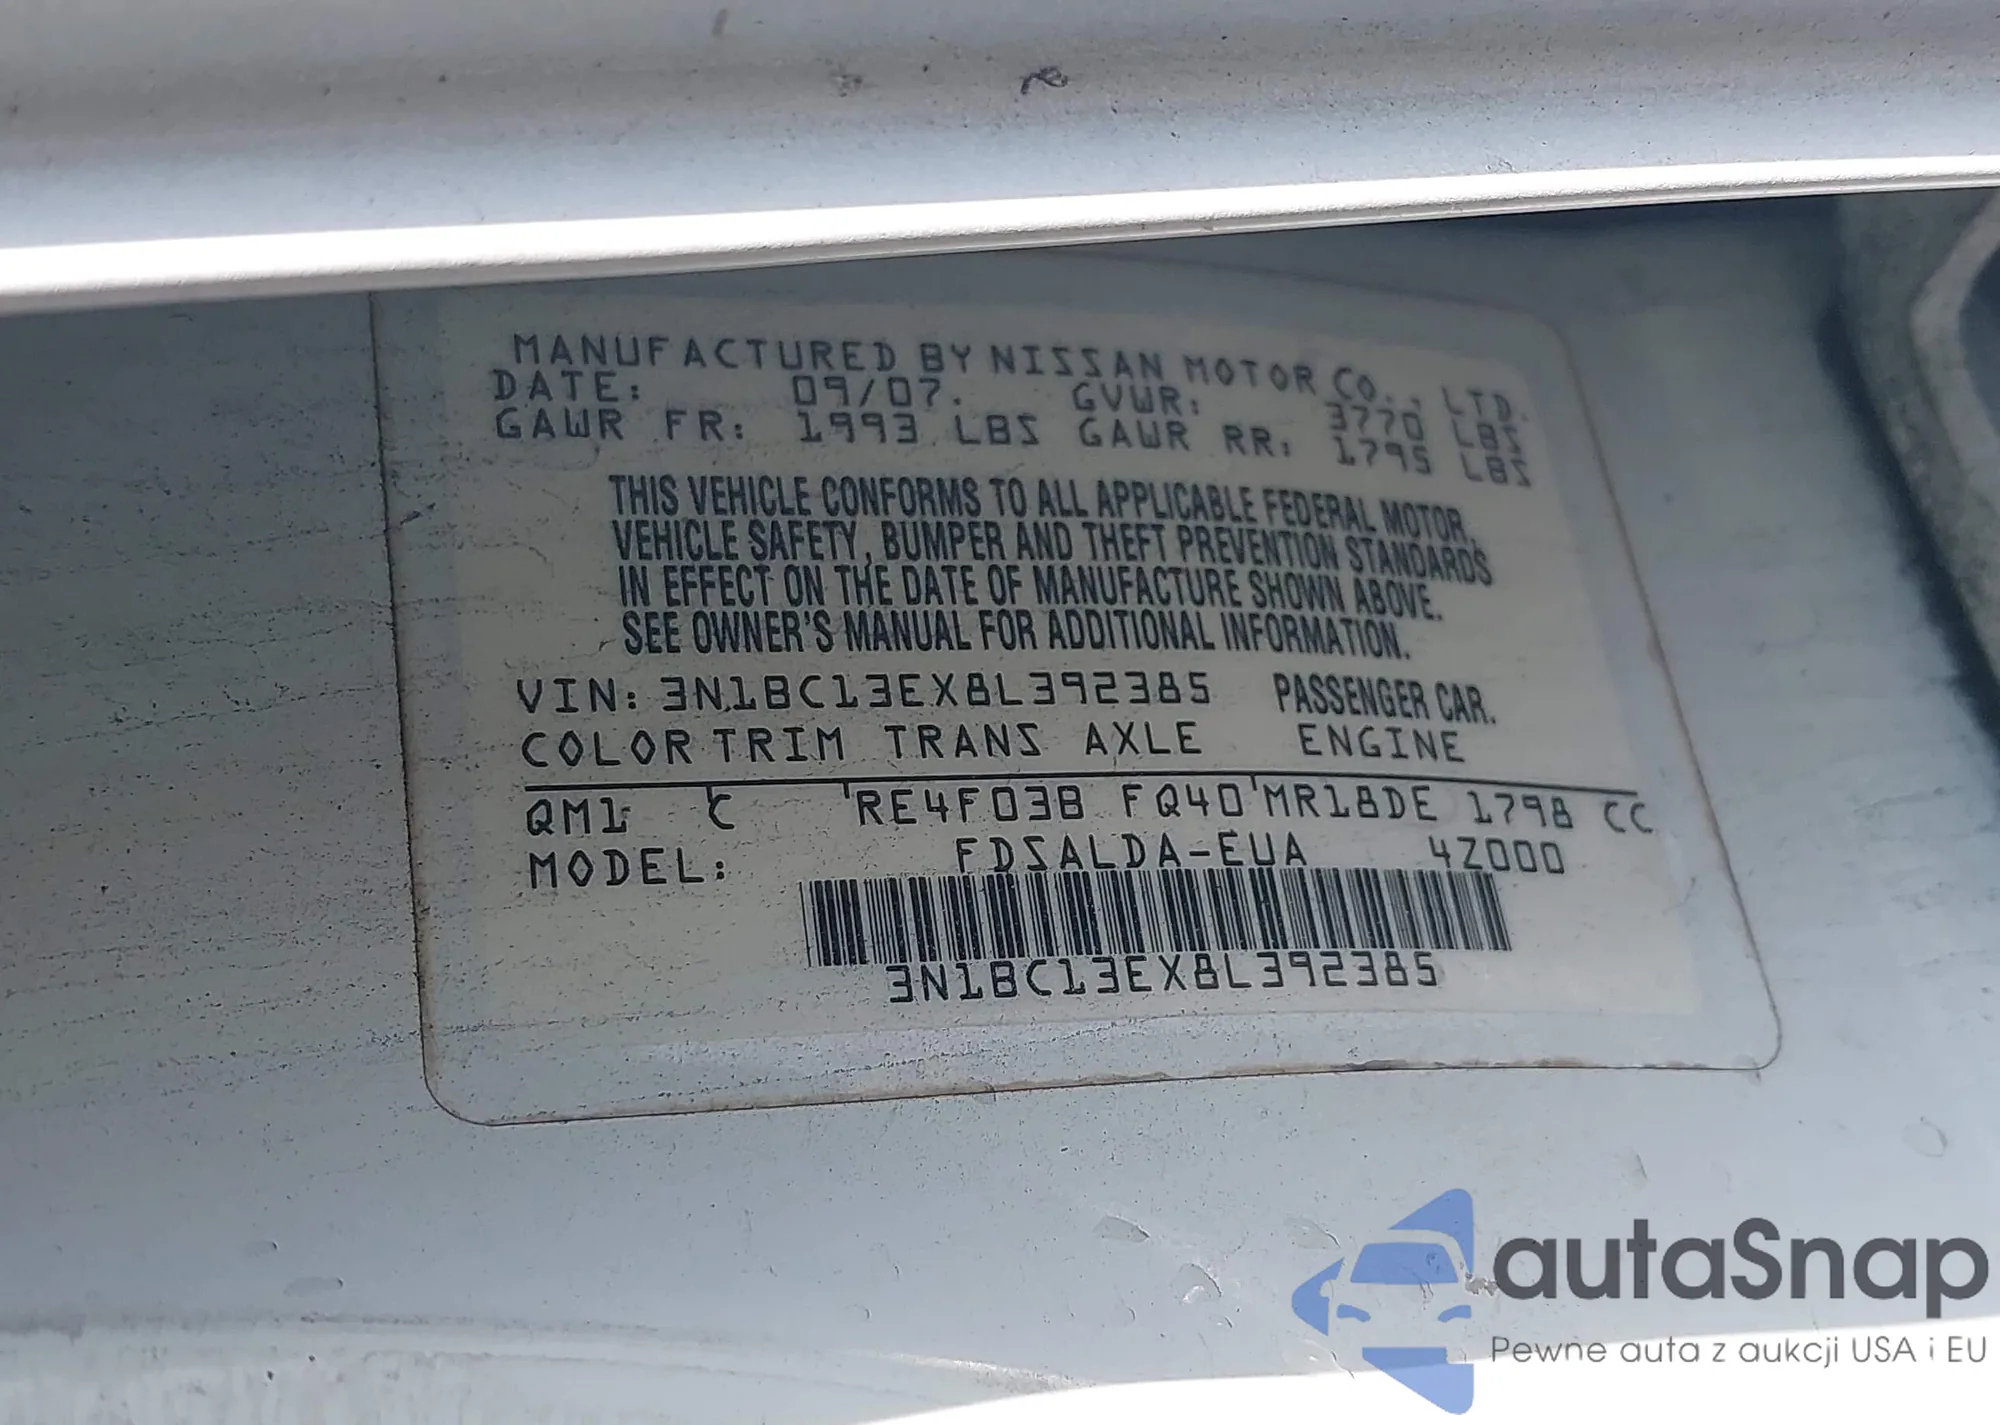 MANUFACTURED BY NISSAN MOTOR CO., LTD.
DATE: 09/07. GVWR: 3770 LBS
GAWR FR: 1993 LBS GAWR RR: 1795 LBS
THIS VEHICLE CONFORMS TO ALL APPLICABLE FEDERAL MOTOR
VEHICLE SAFETY, BUMPER AND THEFT PREVENTION STANDARDS
IN EFFECT ON THE DATE OF MANUFACTURE SHOWN ABOVE.
SEE OWNER'S MANUAL FOR ADDITIONAL INFORMATION.
VIN: 3N1BC13EX8L392385 PASSENGER CAR.
COLOR TRIM TRANS AXLE ENGINE
QM1 C RE4F03B FQ40 MR18DE 1798 CC
MODEL: FDSALDA-EUA 4Z000
3N1BC13EX8L392385
autaSnap
Pewne auta z aukcji USA i EU